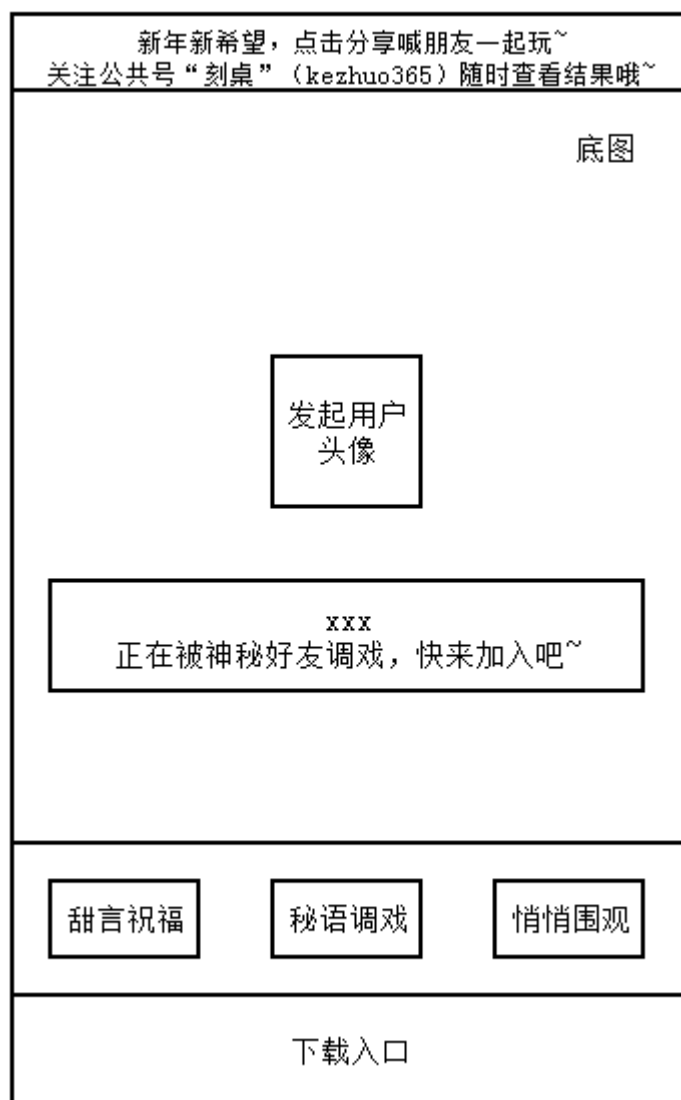 新年新希望，点击分享喊朋友一起玩~
关注公共号“刻桌”（kezhuo365）随时查看结果哦~
底图
发起用户
头像
xxx
正在被神秘好友调戏，快来加入吧~
甜言祝福
秘语调戏
悄悄围观
下载入口